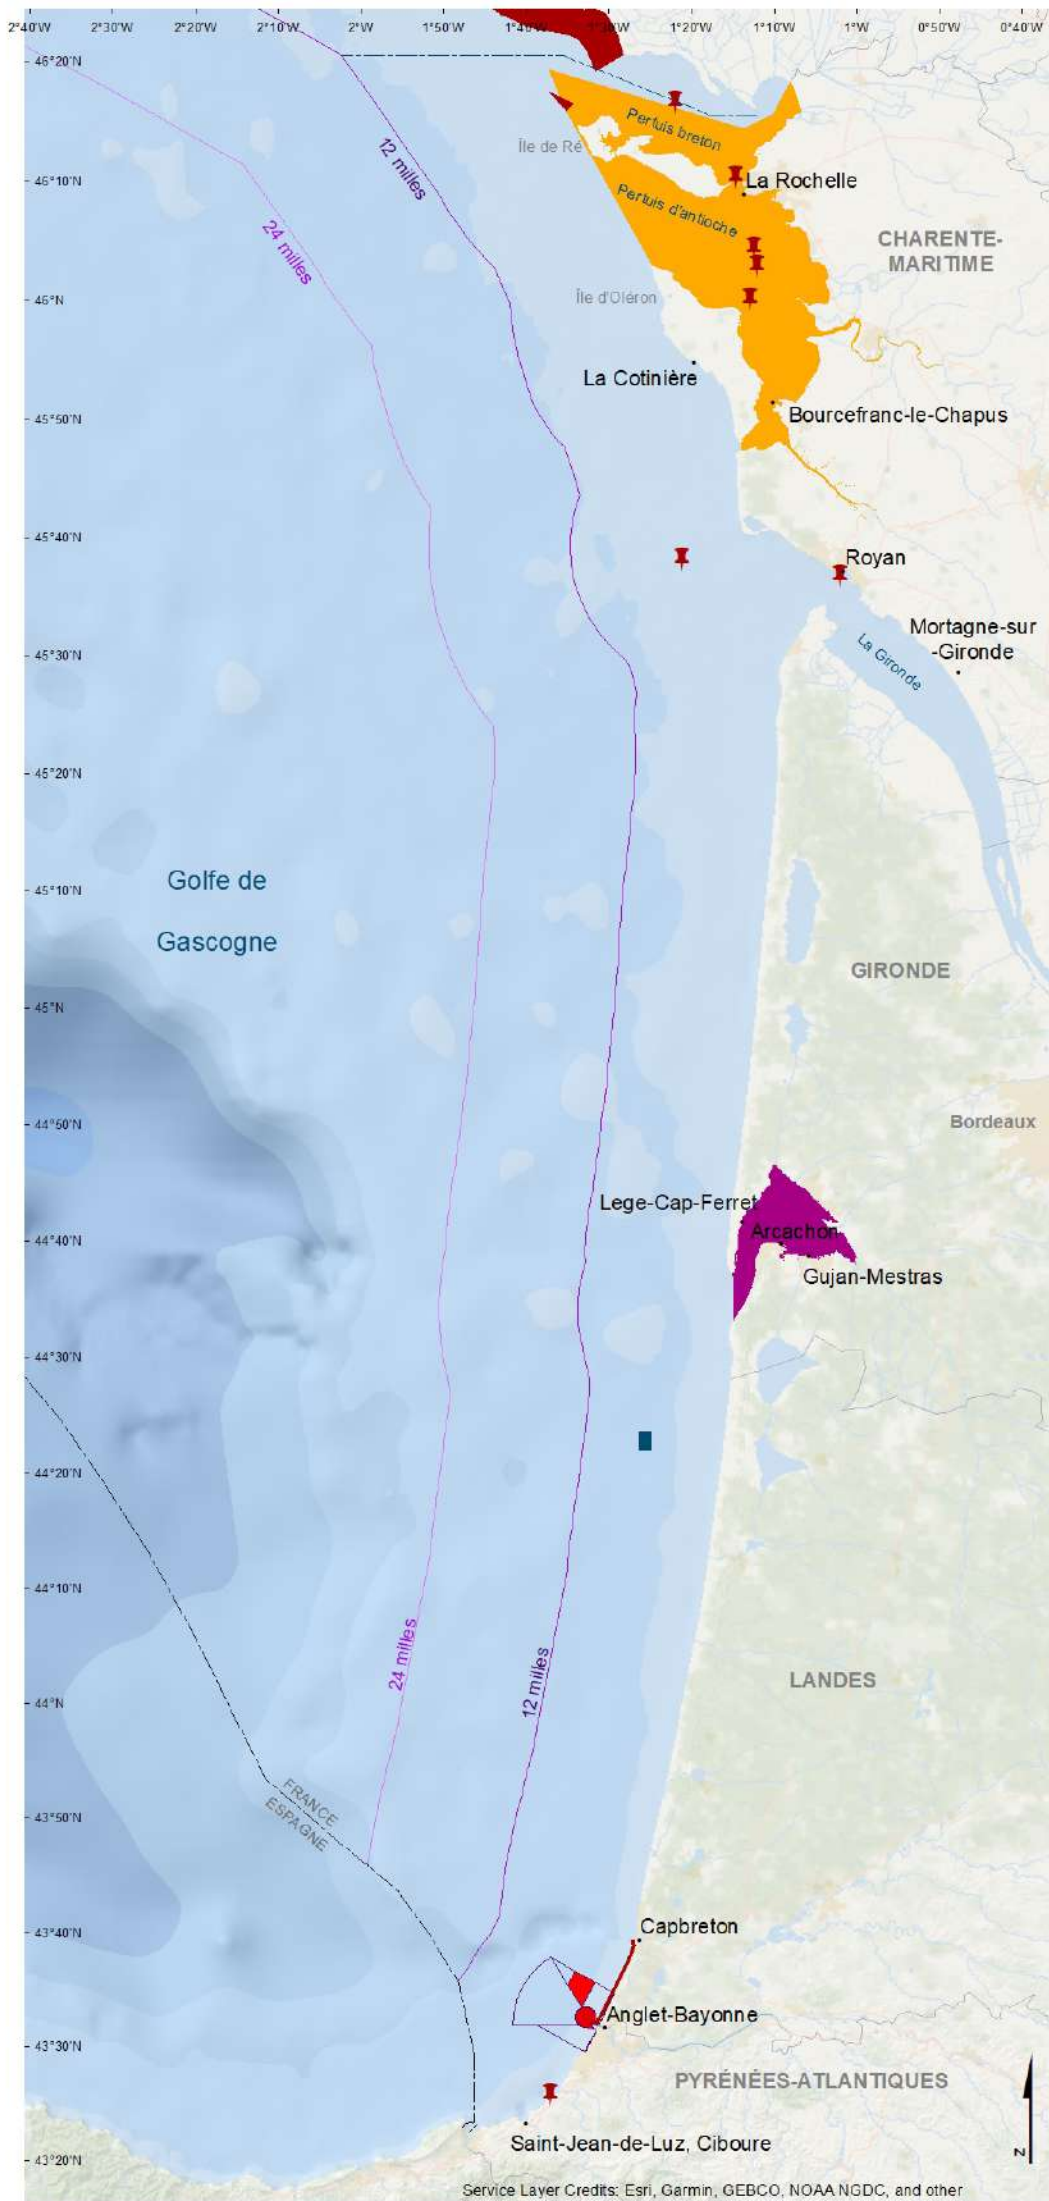 2°40'W 2°30'W 2°20'W 2°10'W 2°W 1°50'W 1°40'W 1°30'W 1°20'W 1°10'W 1°W 0°50'W 0°40'W
46°20'N
Pertuis breton
Île de Ré
12 milles
46°10'N
La Rochelle
Pertuis d'antioche
24 milles
CHARENTE-
MARITIME
46°N
Île d'Oléron
La Cotinière
45°50'N
Bourcefranc-le-Chapus
45°40'N
Royan
Mortagne-sur
-Gironde
45°30'N
La Gironde
45°20'N
Golfe de
45°10'N
Gascogne
GIRONDE
45°N
44°50'N
Bordeaux
Lege-Cap-Ferret
Arcachon
44°40'N
Gujan-Mestras
44°30'N
44°20'N
44°10'N
24 milles
12 milles
LANDES
44°N
FRANCE
ESPAGNE
43°50'N
43°40'N
Capbreton
Anglet-Bayonne
43°30'N
PYRÉNÉES-ATLANTIQUES
Saint-Jean-de-Luz, Ciboure
43°20'N
N
Service Layer Credits: Esri, Garmin, GEBCO, NOAA NGDC, and other